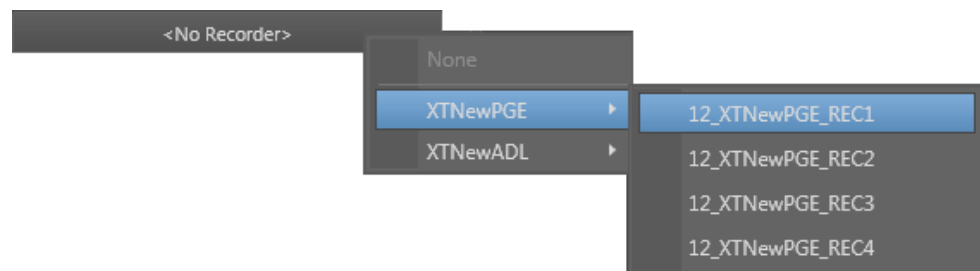 <No Recorder>
None
XTNewPGE
XTNewADL
12_XTNewPGE_REC1
12_XTNewPGE_REC2
12_XTNewPGE_REC3
12_XTNewPGE_REC4